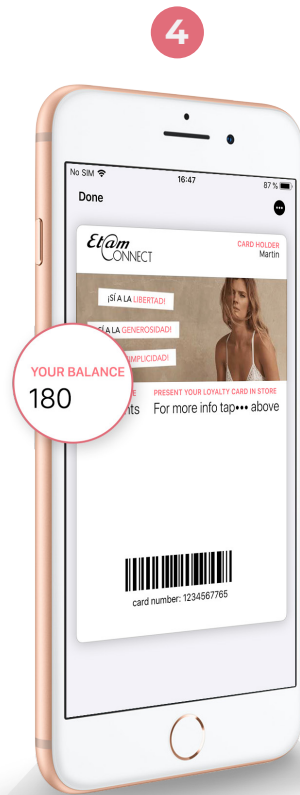 4
No SIM 16:47 87 %
Done
Etam
CONNECT
CARD HOLDER
Martin
¡SÍ A LA LIBERTAD!
¡SÍ A LA GENEROSIDAD!
SIMPLICIDAD!
YOUR BALANCE
180
PRESENT YOUR LOYALTY CARD IN STORE
For more info tap••• above
card number: 1234567765